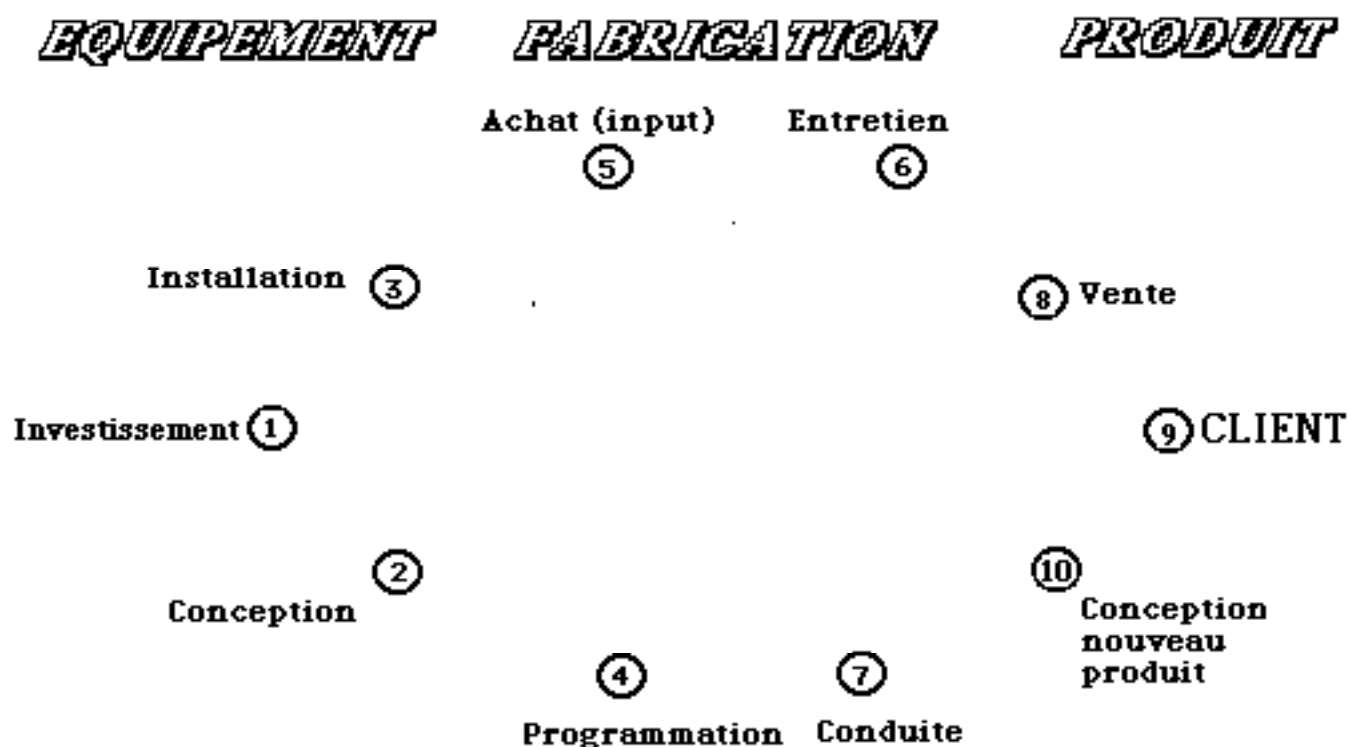 EQUIPEMENT FABRICATION PRODUIT
Achat (input) Entretien
5 6
Installation 3 8 Vente
Investissement 1 9 CLIENT
2 10
Conception Conception
nouveau
produit
4 7
Programmation Conduite